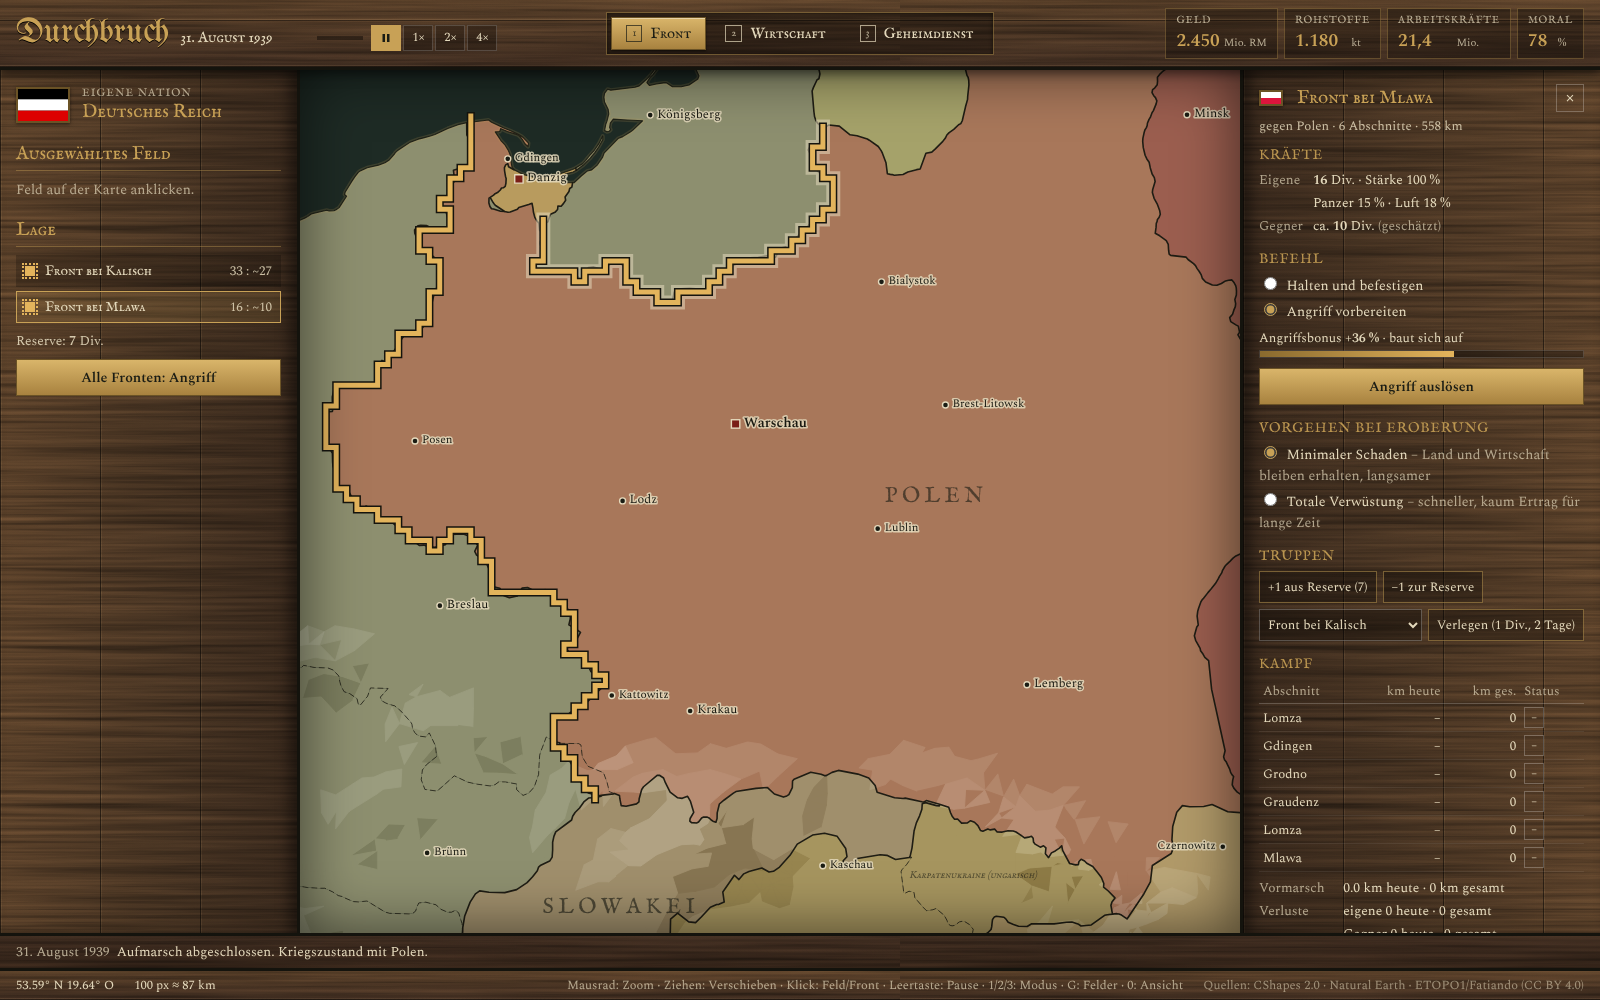 Durchbruch
31. August 1939
1×
2×
4×
1 Front
2 Wirtschaft
3 Geheimdienst
GELD
2.450 Mio. RM
ROHSTOFFE
1.180 kt
ARBEITSKRÄFTE
21,4 Mio.
MORAL
78 %
EIGENE NATION
Deutsches Reich
Ausgewähltes Feld
Feld auf der Karte anklicken.
Lage
Front bei Kalisch 33 : ~27
Front bei Mlawa 16 : ~10
Reserve: 7 Div.
Alle Fronten: Angriff
Königsberg
Minsk
Gdingen
Danzig
Bialystok
Brest-Litowsk
Warschau
Posen
Lodz
POLEN
Lublin
Breslau
Kattowitz
Krakau
Lemberg
Brünn
Kaschau
Czernowitz
Karpatenukraine (ungarisch)
SLOWAKEI
Front bei Mlawa
×
gegen Polen · 6 Abschnitte · 558 km
KRÄFTE
Eigene 16 Div. · Stärke 100 %
Panzer 15 % · Luft 18 %
Gegner ca. 10 Div. (geschätzt)
BEFEHL
Halten und befestigen
Angriff vorbereiten
Angriffsbonus +36 % · baut sich auf
Angriff auslösen
VORGEHEN BEI EROBERUNG
Minimaler Schaden – Land und Wirtschaft
bleiben erhalten, langsamer
Totale Verwüstung – schneller, kaum Ertrag für
lange Zeit
TRUPPEN
+1 aus Reserve (7) −1 zur Reserve
Front bei Kalisch Verlegen (1 Div., 2 Tage)
KAMPF
Abschnitt km heute km ges. Status
Lomza – 0 –
Gdingen – 0 –
Grodno – 0 –
Graudenz – 0 –
Lomza – 0 –
Mlawa – 0 –
Vormarsch 0.0 km heute · 0 km gesamt
Verluste eigene 0 heute · 0 gesamt
Gegner 0 heute · 0 gesamt
31. August 1939 Aufmarsch abgeschlossen. Kriegszustand mit Polen.
53.59° N 19.64° O 100 px ≈ 87 km
Mausrad: Zoom · Ziehen: Verschieben · Klick: Feld/Front · Leertaste: Pause · 1/2/3: Modus · G: Felder · 0: Ansicht
Quellen: CShapes 2.0 · Natural Earth · ETOPO1/Fatiando (CC BY 4.0)